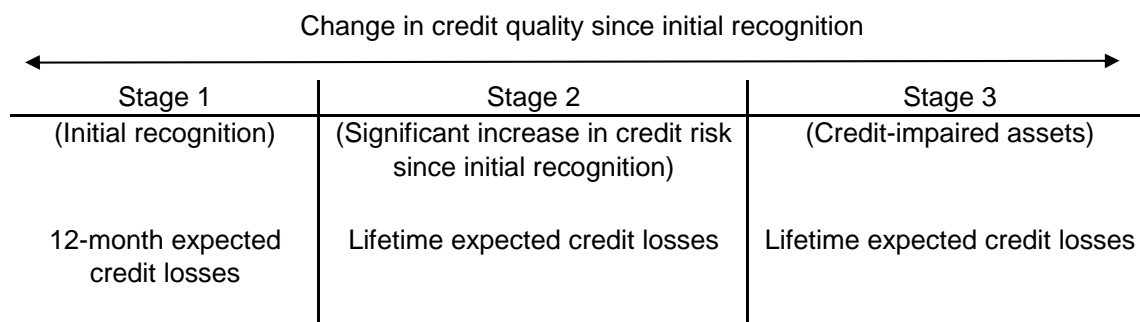 Change in credit quality since initial recognition
Stage 1
Stage 2
Stage 3
(Initial recognition)
(Significant increase in credit risk
since initial recognition)
(Credit-impaired assets)
12-month expected
credit losses
Lifetime expected credit losses
Lifetime expected credit losses